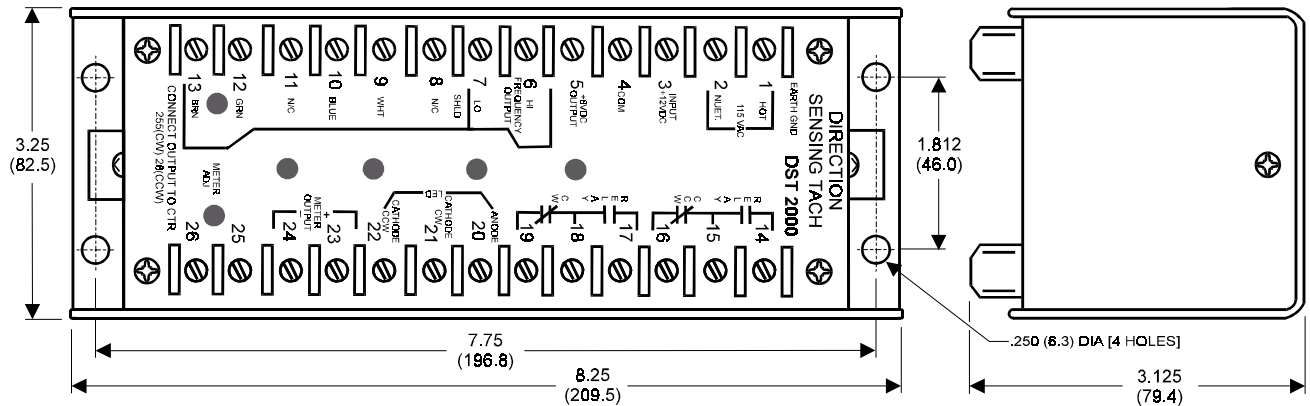 3.25
(82.5)
13 BRN
12 GRN
11 N/C
10 BLUE
9 WHT
8 N/C
SHLD
7 LO
6 HI
FREQUENCY
OUTPUT
5 +8VDC
OUTPUT
4 COM
3 INPUT
+12VDC
2 NUET.
115 VAC
1 HOT
EARTH GND
DIRECTION
SENSING TACH
DST 2000
CONNECT OUTPUT TO CTR
255(CW) 26(CCW)
METER
ADJ
26
25
24 −
METER
OUTPUT
23 +
22 CATHODE
CCW
LED
21 CATHODE
CW
20 ANODE
19
18
17
RELAY
CW
16
15
14
RELAY
CCW
1.812
(46.0)
.250 (6.3) DIA [4 HOLES]
7.75
(196.8)
8.25
(209.5)
3.125
(79.4)